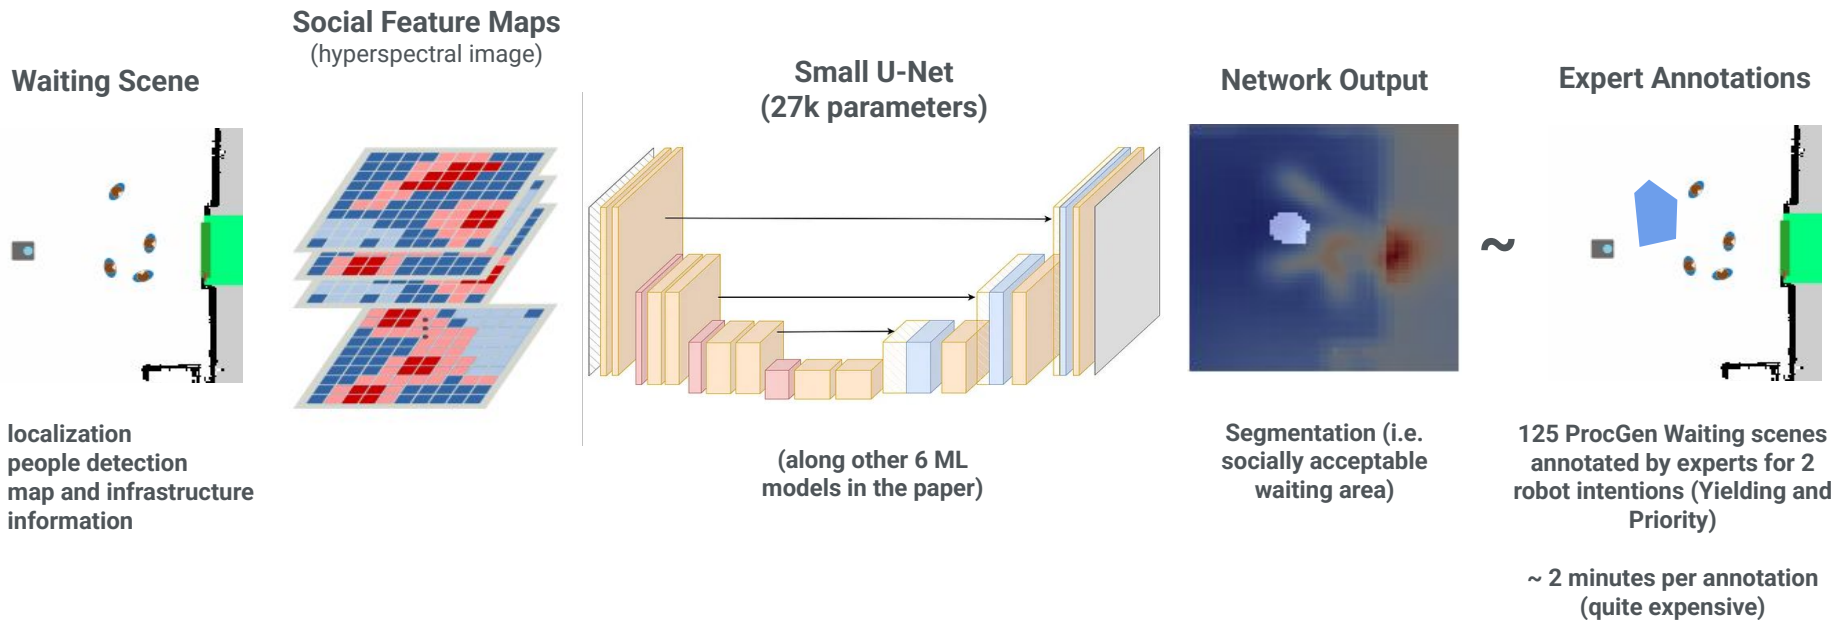 Waiting Scene
localization
people detection
map and infrastructure
information
Social Feature Maps
(hyperspectral image)
Small U-Net
(27k parameters)
(along other 6 ML
models in the paper)
Network Output
Segmentation (i.e.
socially acceptable
waiting area)
~
Expert Annotations
125 ProcGen Waiting scenes
annotated by experts for 2
robot intentions (Yielding and
Priority)
~ 2 minutes per annotation
(quite expensive)